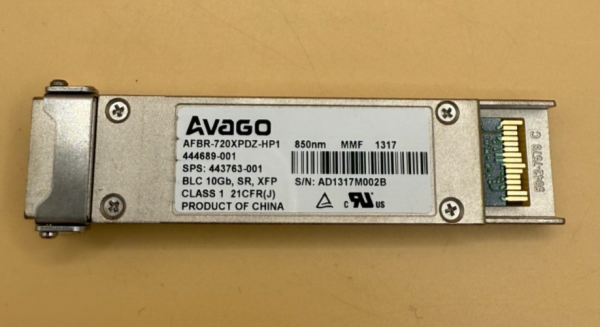 AVAGO
AFBR-720XPDZ-HP1
444689-001
SPS: 443763-001
BLC 10Gb, SR, XFP
CLASS 1 21CFR(J)
PRODUCT OF CHINA
850nm MMF 1317
S/N: AD1317M002B
c RU us